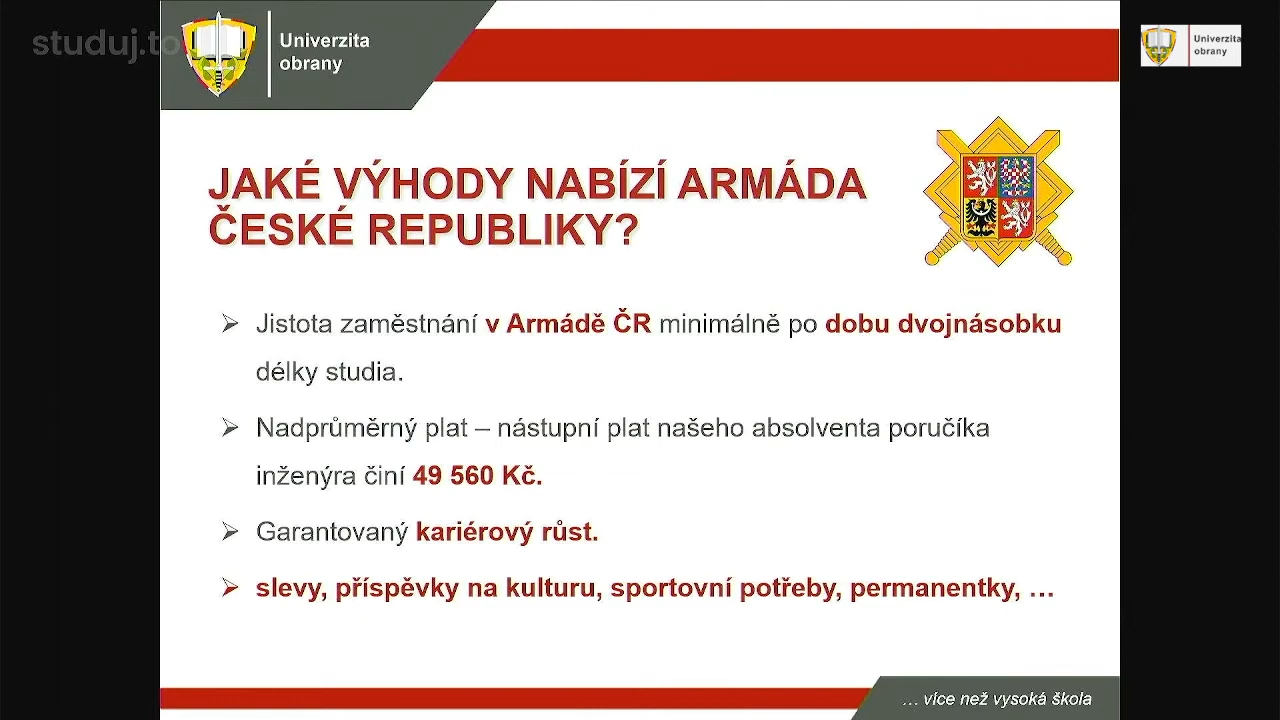 studuj.to
Univerzita
obrany
Univerzita
obrany
JAKÉ VÝHODY NABÍZÍ ARMÁDA
ČESKÉ REPUBLIKY?
Jistota zaměstnání v Armádě ČR minimálně po dobu dvojnásobku
délky studia.
Nadprůměrný plat – nástupní plat našeho absolventa poručíka
inženýra činí 49 560 Kč.
Garantovaný kariérový růst.
slevy, příspěvky na kulturu, sportovní potřeby, permanentky, …
… více než vysoká škola